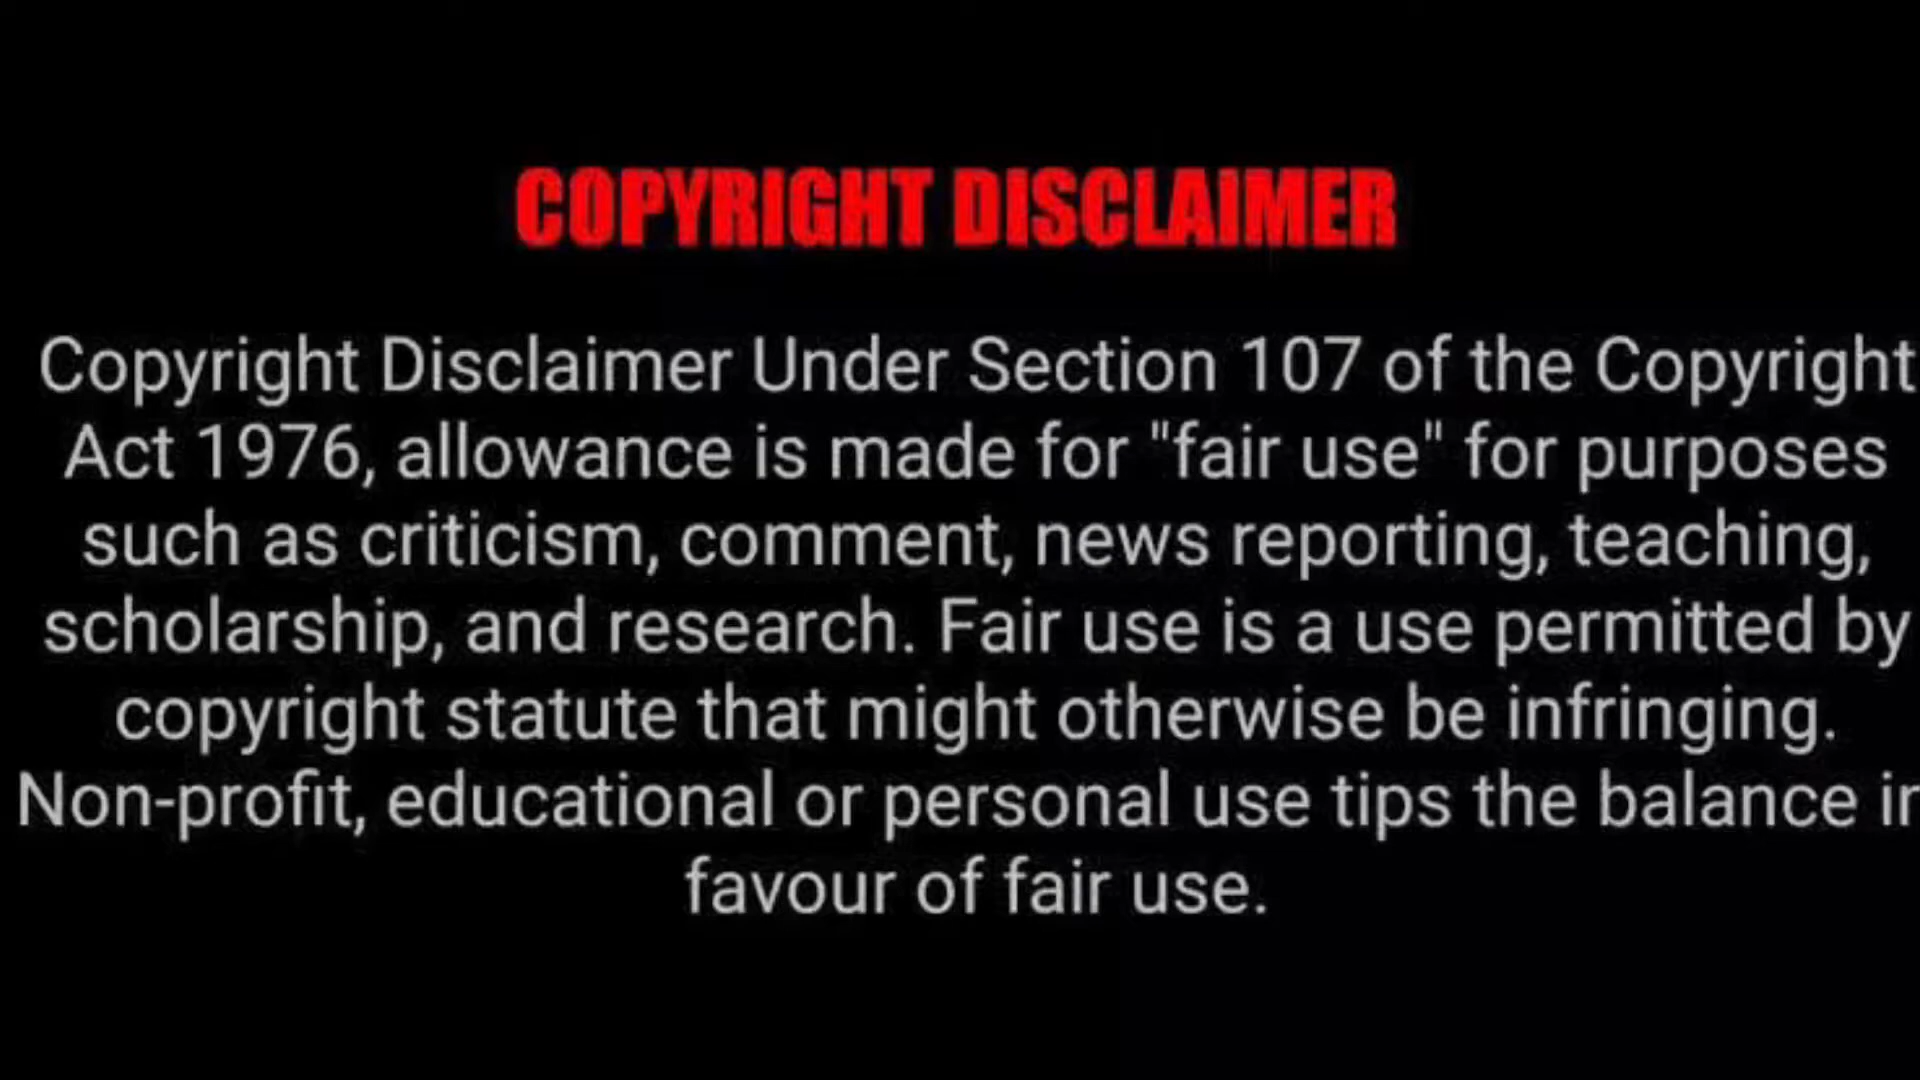 COPYRIGHT DISCLAIMER
Copyright Disclaimer Under Section 107 of the Copyright
Act 1976, allowance is made for "fair use" for purposes
such as criticism, comment, news reporting, teaching,
scholarship, and research. Fair use is a use permitted by
copyright statute that might otherwise be infringing.
Non-profit, educational or personal use tips the balance in
favour of fair use.